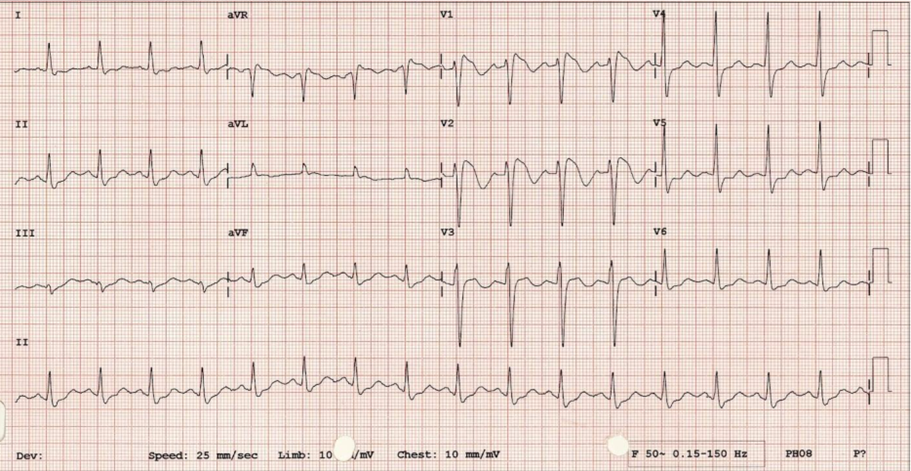 I aVR V1 V4
II aVL V2 V5
III aVF V3 V6
II
Dev: Speed: 25 mm/sec Limb: 10 /mV Chest: 10 mm/mV F 50~ 0.15-150 Hz PH08 P?